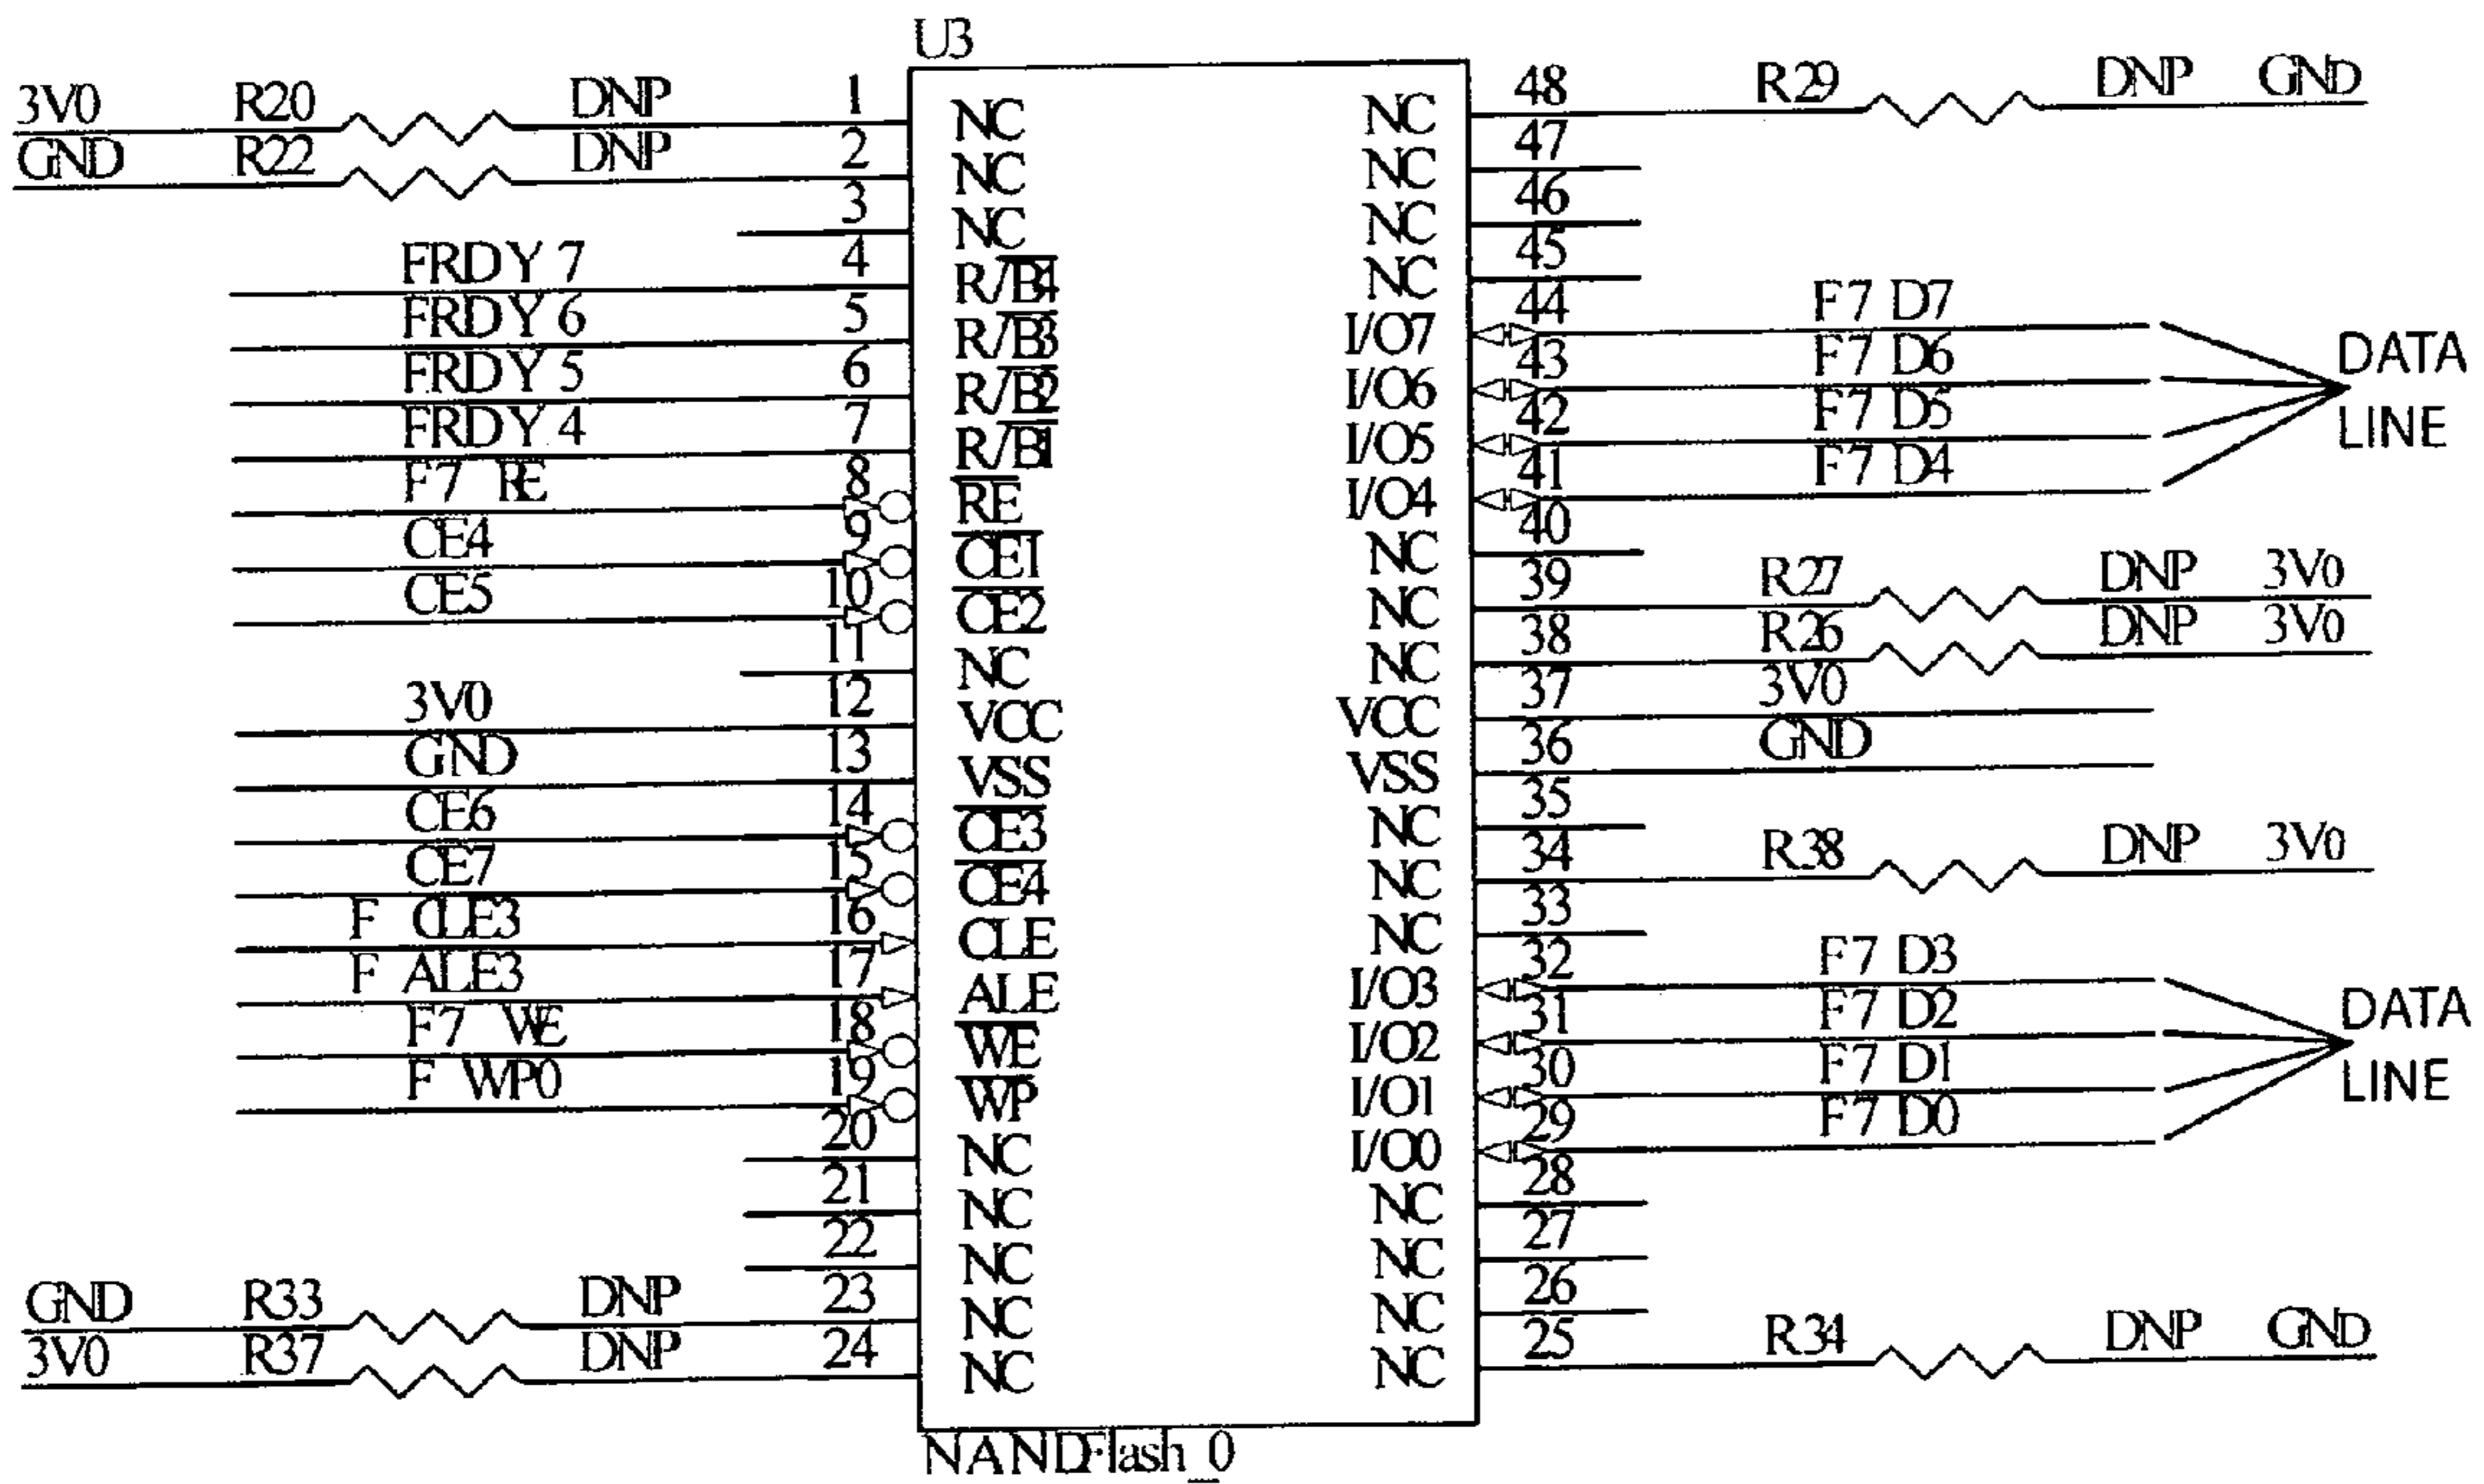 U3
3V0 R20 DNP 1 NC NC 48 R29 DNP GND
GND R22 DNP 2 NC NC 47
3 NC NC 46
FRDY 7 4 R/B4 NC 45
FRDY 6 5 R/B3 I/O7 44 F7 D7
FRDY 5 6 R/B2 I/O6 43 F7 D6
FRDY 4 7 R/B1 I/O5 42 F7 D5
F7 RE 8 RE I/O4 41 F7 D4
DATA
LINE
CE4 9 CE1 NC 40
CE5 10 CE2 NC 39 R27 DNP 3V0
11 NC NC 38 R26 DNP 3V0
3V0 12 VCC VCC 37 3V0
GND 13 VSS VSS 36 GND
CE6 14 CE3 NC 35
CE7 15 CE4 NC 34 R38 DNP 3V0
F CLE3 16 CLE NC 33
F ALE3 17 ALE I/O3 32 F7 D3
F7 WE 18 WE I/O2 31 F7 D2
F WP0 19 WP I/O1 30 F7 D1
20 NC I/O0 29 F7 D0
DATA
LINE
21 NC NC 28
22 NC NC 27
GND R33 DNP 23 NC NC 26
3V0 R37 DNP 24 NC NC 25 R34 DNP GND
NANDFlash_0